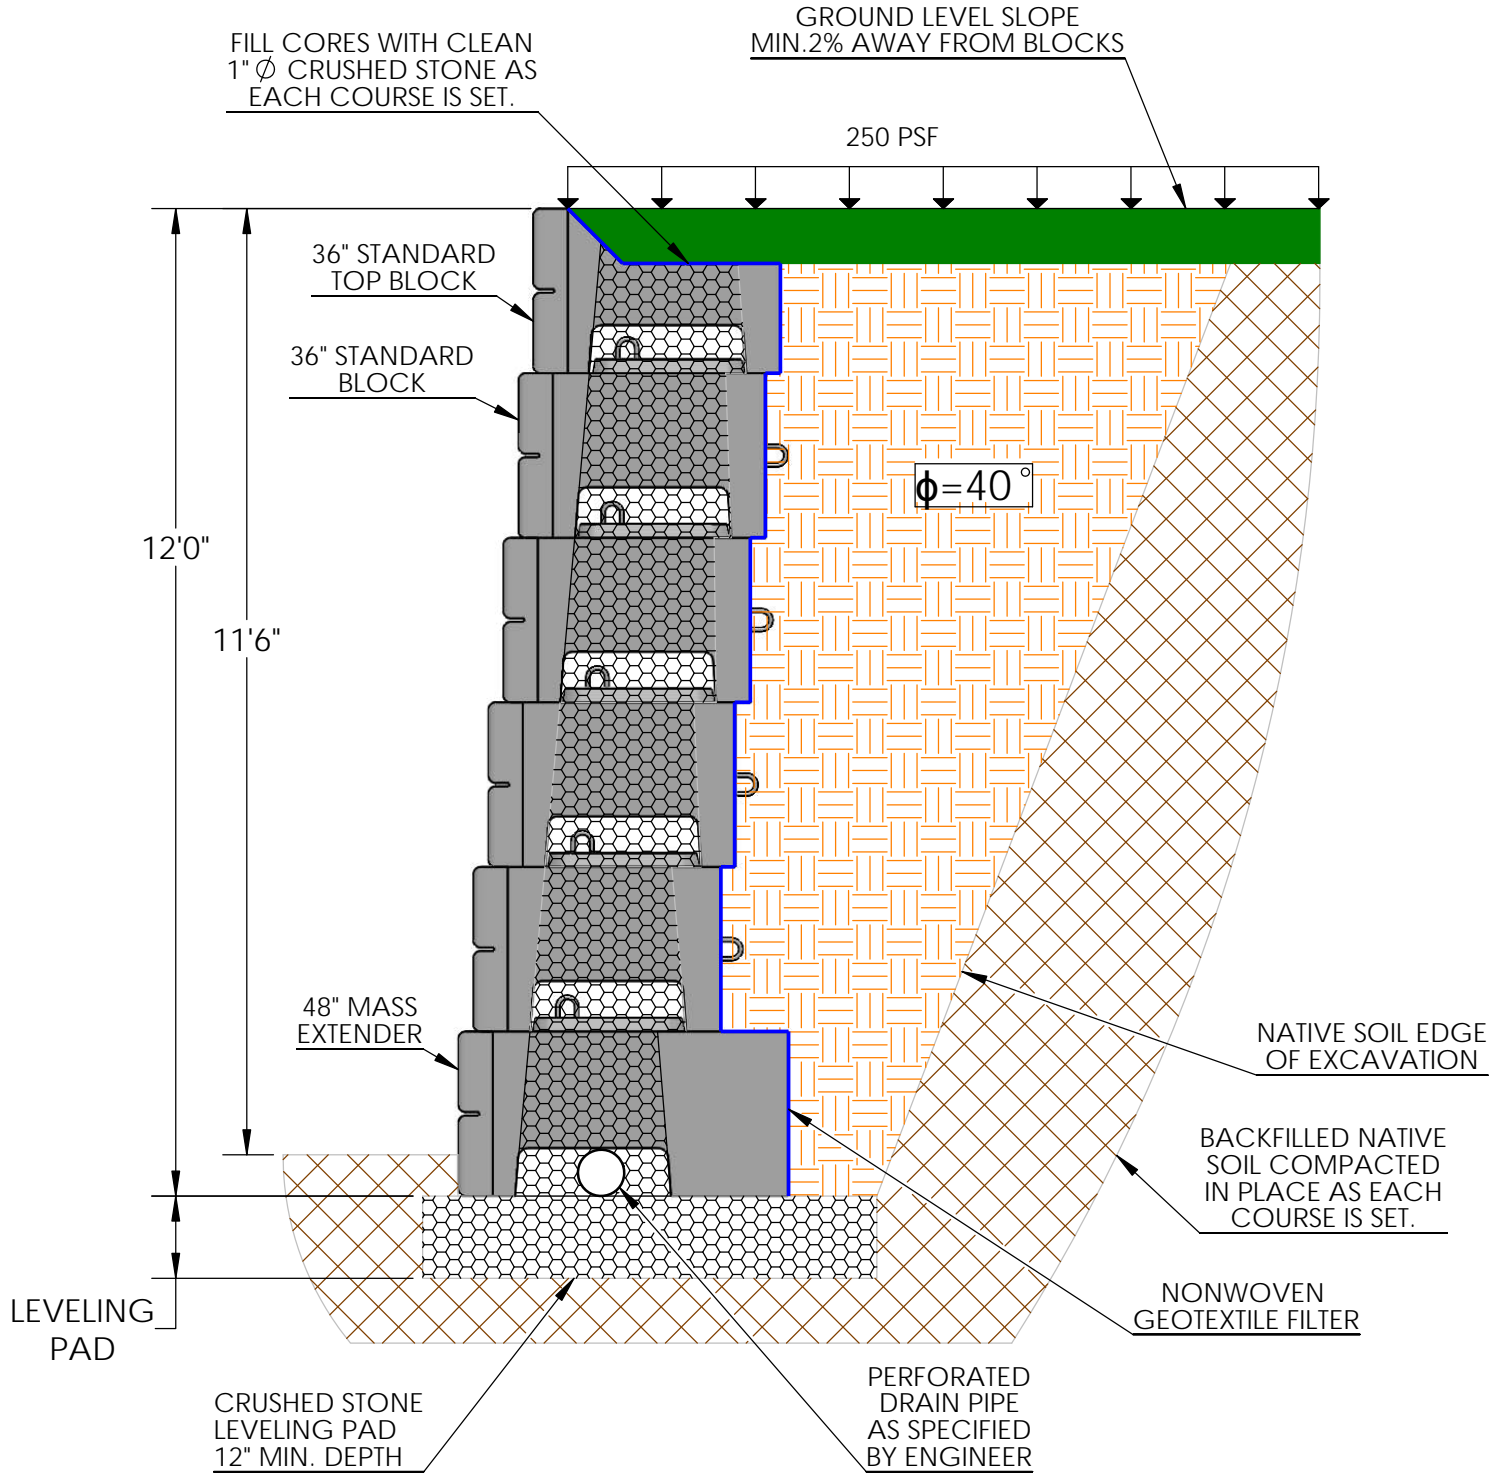 GROUND LEVEL SLOPE
MIN.2% AWAY FROM BLOCKS
FILL CORES WITH CLEAN
1" Ø CRUSHED STONE AS
EACH COURSE IS SET.
250 PSF
36" STANDARD
TOP BLOCK
36" STANDARD
BLOCK
ϕ=40°
12'0"
11'6"
48" MASS
EXTENDER
NATIVE SOIL EDGE
OF EXCAVATION
BACKFILLED NATIVE
SOIL COMPACTED
IN PLACE AS EACH
COURSE IS SET.
LEVELING
PAD
NONWOVEN
GEOTEXTILE FILTER
CRUSHED STONE
LEVELING PAD
12" MIN. DEPTH
PERFORATED
DRAIN PIPE
AS SPECIFIED
BY ENGINEER